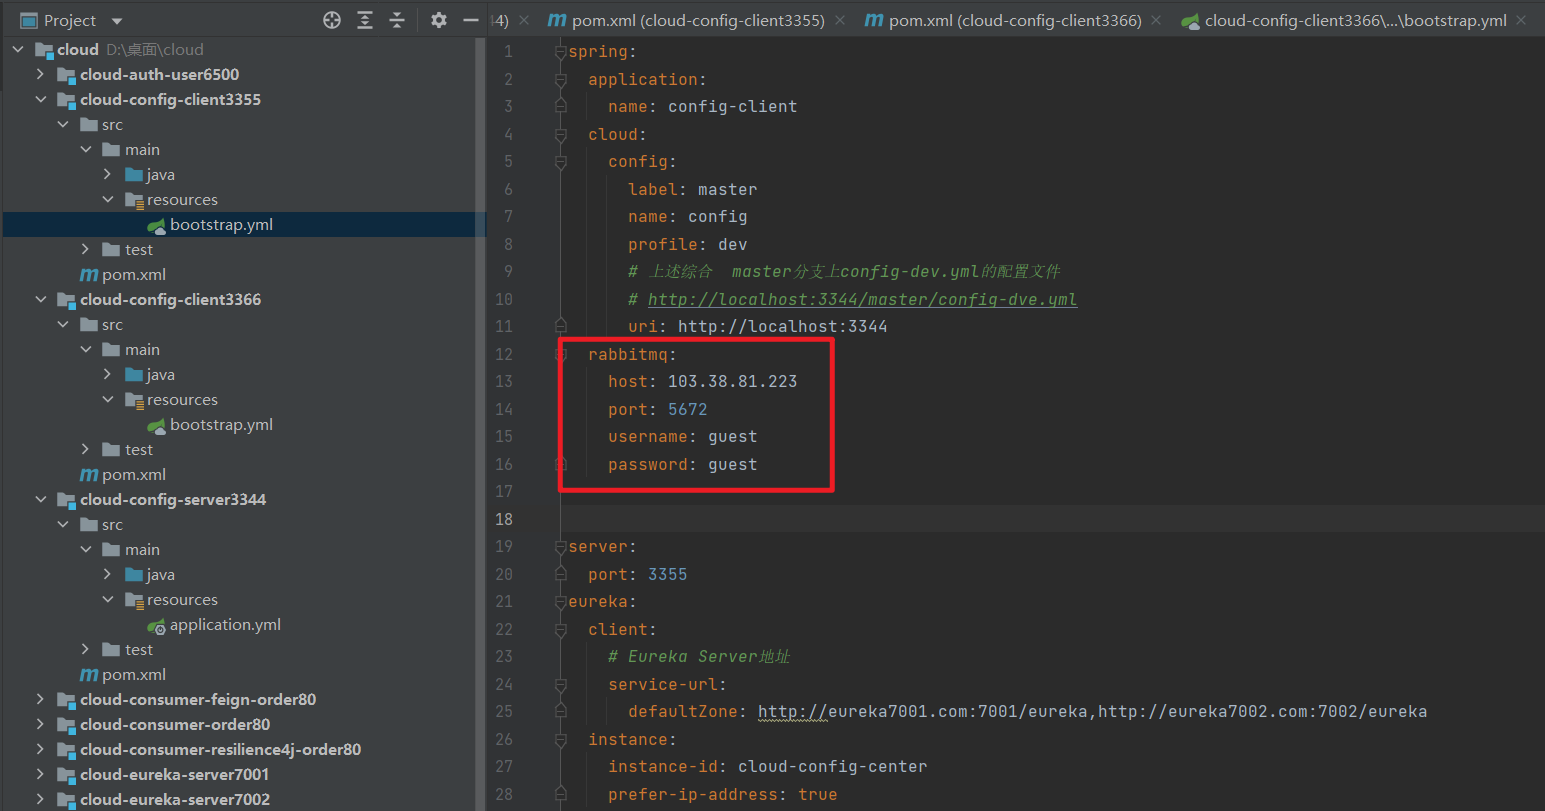 Project
cloud D:\桌面\cloud
cloud-auth-user6500
cloud-config-client3355
src
main
java
resources
bootstrap.yml
test
pom.xml
cloud-config-client3366
src
main
java
resources
bootstrap.yml
test
pom.xml
cloud-config-server3344
src
main
java
resources
application.yml
test
pom.xml
cloud-consumer-feign-order80
cloud-consumer-order80
cloud-consumer-resilience4j-order80
cloud-eureka-server7001
cloud-eureka-server7002
4) pom.xml (cloud-config-client3355) pom.xml (cloud-config-client3366) cloud-config-client3366\...\bootstrap.yml
1 spring:
2 application:
3 name: config-client
4 cloud:
5 config:
6 label: master
7 name: config
8 profile: dev
9 # 上述综合 master分支上config-dev.yml的配置文件
10 # http://localhost:3344/master/config-dve.yml
11 uri: http://localhost:3344
12 rabbitmq:
13 host: 103.38.81.223
14 port: 5672
15 username: guest
16 password: guest
17
18
19 server:
20 port: 3355
21 eureka:
22 client:
23 # Eureka Server地址
24 service-url:
25 defaultZone: http://eureka7001.com:7001/eureka,http://eureka7002.com:7002/eureka
26 instance:
27 instance-id: cloud-config-center
28 prefer-ip-address: true